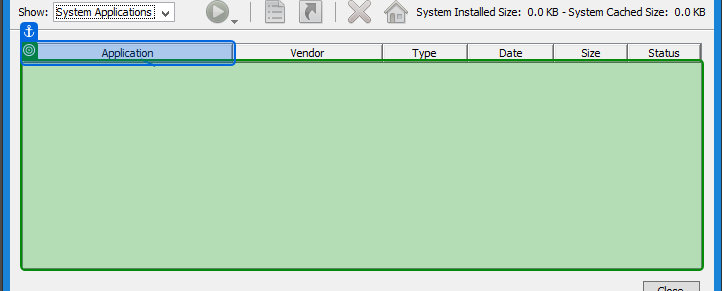 Show: System Applications System Installed Size: 0.0 KB - System Cached Size: 0.0 KB
Application Vendor Type Date Size Status
Close